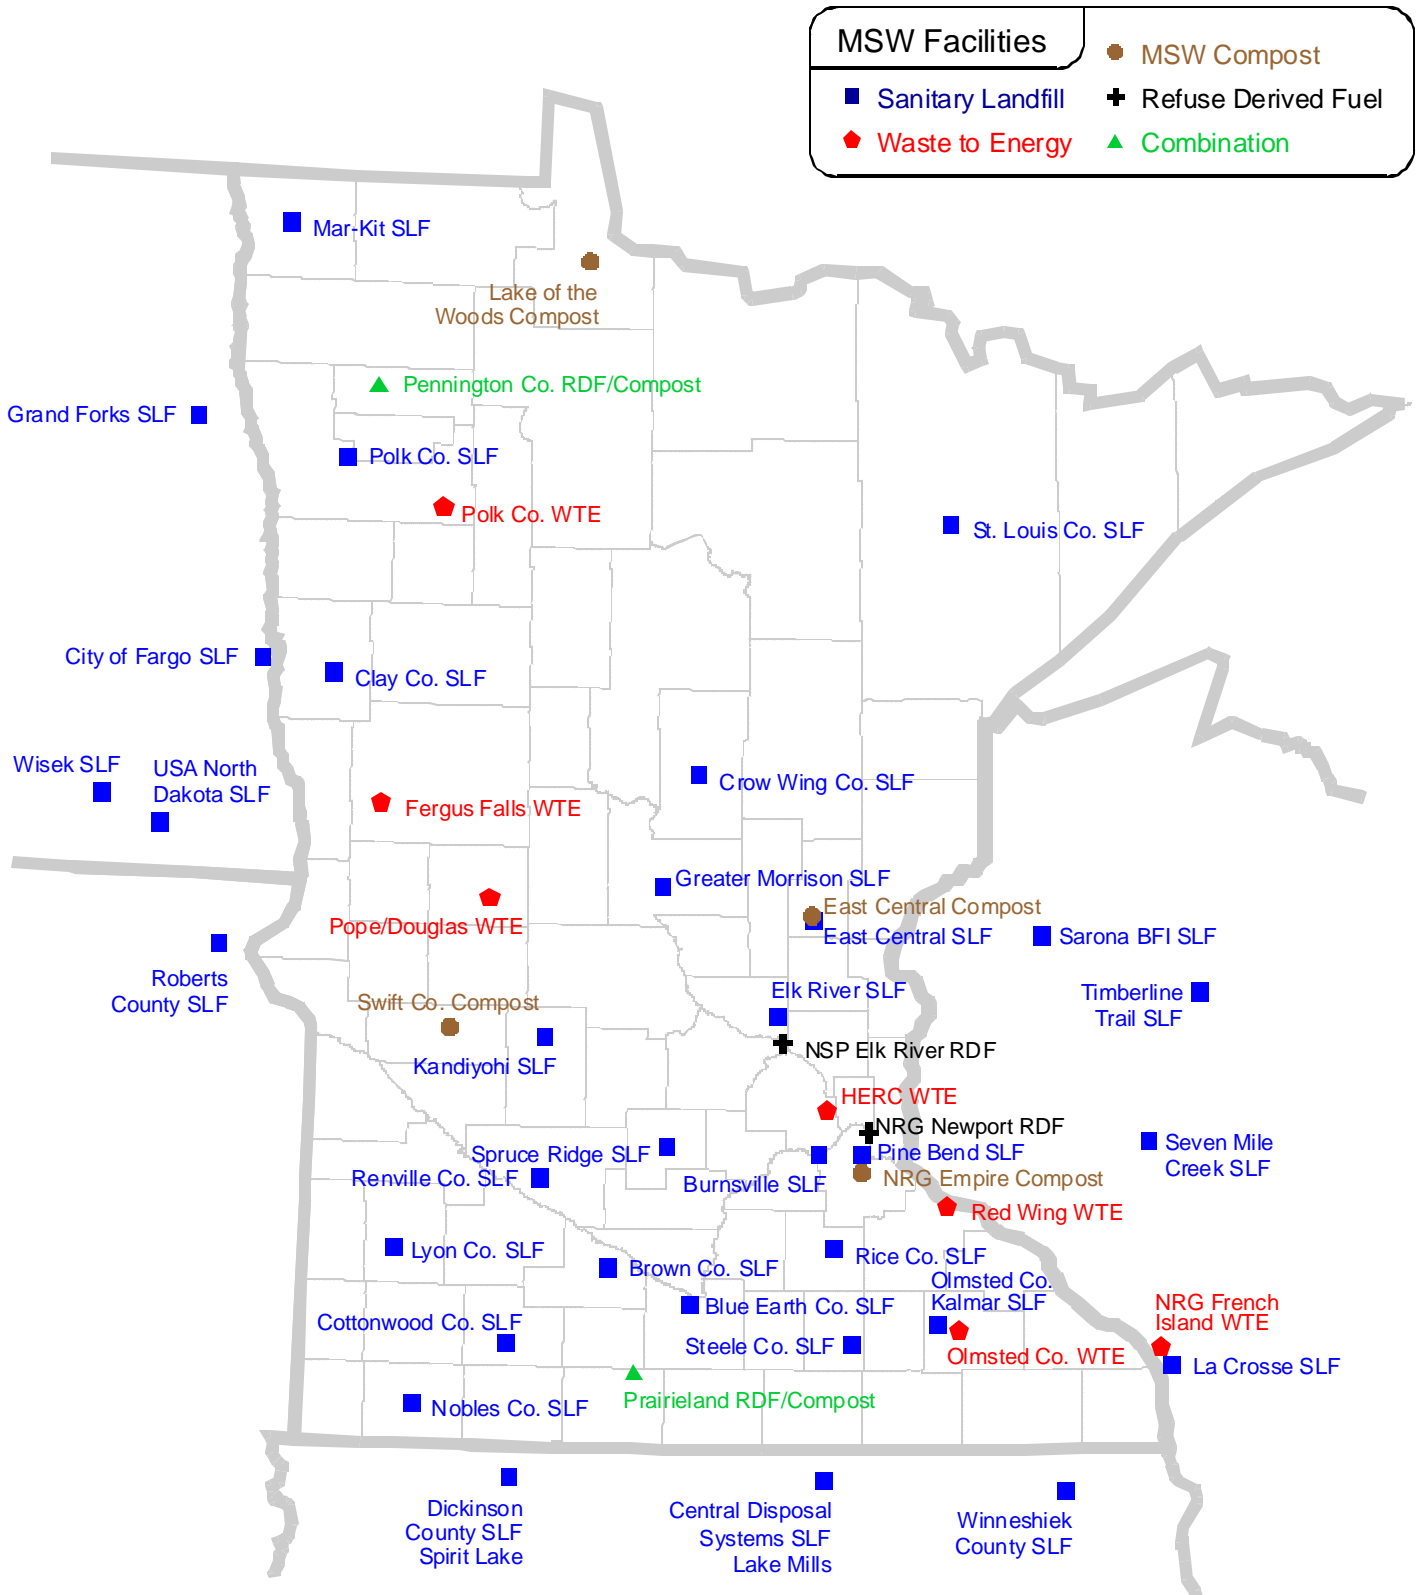 MSW Facilities
MSW Compost
Sanitary Landfill
Refuse Derived Fuel
Waste to Energy
Combination
Mar-Kit SLF
Lake of the
Woods Compost
Pennington Co. RDF/Compost
Grand Forks SLF
Polk Co. SLF
Polk Co. WTE
St. Louis Co. SLF
City of Fargo SLF
Clay Co. SLF
Wisek SLF
USA North
Dakota SLF
Crow Wing Co. SLF
Fergus Falls WTE
Greater Morrison SLF
East Central Compost
Pope/Douglas WTE
East Central SLF
Sarona BFI SLF
Roberts
County SLF
Elk River SLF
Timberline
Trail SLF
Swift Co. Compost
NSP Elk River RDF
Kandiyohi SLF
HERC WTE
NRG Newport RDF
Spruce Ridge SLF
Pine Bend SLF
Seven Mile
Creek SLF
Renville Co. SLF
Burnsville SLF
NRG Empire Compost
Red Wing WTE
Lyon Co. SLF
Rice Co. SLF
Brown Co. SLF
Olmsted Co.
Kalmar SLF
Blue Earth Co. SLF
NRG French
Island WTE
Cottonwood Co. SLF
Steele Co. SLF
Olmsted Co. WTE
La Crosse SLF
Prairieland RDF/Compost
Nobles Co. SLF
Dickinson
County SLF
Spirit Lake
Central Disposal
Systems SLF
Lake Mills
Winneshiek
County SLF